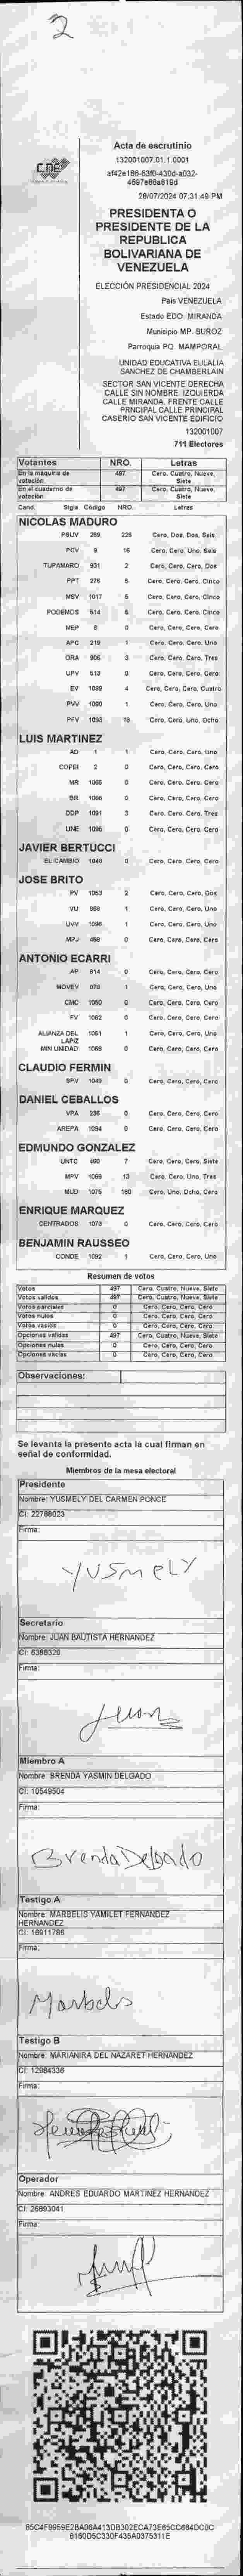 2
CNE
Acta de escrutinio
132001007.01.1.0001
af42e186-63f0-430d-a032-
4697e86a819d
28/07/2024 07:31:49 PM
PRESIDENTA O
PRESIDENTE DE LA
REPUBLICA
BOLIVARIANA DE
VENEZUELA
ELECCIÓN PRESIDENCIAL 2024
Pais VENEZUELA
Estado EDO. MIRANDA
Municipio MP. BUROZ
Parroquia PQ. MAMPORAL
UNIDAD EDUCATIVA EULALIA
SANCHEZ DE CHAMBERLAIN
SECTOR SAN VICENTE DERECHA
CALLE SIN NOMBRE. IZQUIERDA
CALLE MIRANDA. FRENTE CALLE
PRNCIPAL CALLE PRINCIPAL
CASERIO SAN VICENTE EDIFICIO
132001007
711 Electores
Votantes NRO. Letras
En la máquina de votación 497 Cero, Cuatro, Nueve, Siete
En el cuaderno de votación 497 Cero, Cuatro, Nueve, Siete
Cand. Sigla Código NRO. Letras
NICOLAS MADURO
PSUV 269 226 Cero, Dos, Dos, Seis
PCV 9 16 Cero, Cero, Uno, Seis
TUPAMARO 931 2 Cero, Cero, Cero, Dos
PPT 276 5 Cero, Cero, Cero, Cinco
MSV 1017 5 Cero, Cero, Cero, Cinco
PODEMOS 514 5 Cero, Cero, Cero, Cinco
MEP 8 0 Cero, Cero, Cero, Cero
APC 219 1 Cero, Cero, Cero, Uno
ORA 906 3 Cero, Cero, Cero, Tres
UPV 513 0 Cero, Cero, Cero, Cero
EV 1089 4 Cero, Cero, Cero, Cuatro
PVV 1090 1 Cero, Cero, Cero, Uno
PFV 1093 18 Cero, Cero, Uno, Ocho
LUIS MARTINEZ
AD 1 1 Cero, Cero, Cero, Uno
COPEI 2 0 Cero, Cero, Cero, Cero
MR 1065 0 Cero, Cero, Cero, Cero
BR 1066 0 Cero, Cero, Cero, Cero
DDP 1091 3 Cero, Cero, Cero, Tres
UNE 1096 0 Cero, Cero, Cero, Cero
JAVIER BERTUCCI
EL CAMBIO 1048 0 Cero, Cero, Cero, Cero
JOSE BRITO
PV 1053 2 Cero, Cero, Cero, Dos
VU 968 1 Cero, Cero, Cero, Uno
UVV 1098 1 Cero, Cero, Cero, Uno
MPJ 458 0 Cero, Cero, Cero, Cero
ANTONIO ECARRI
AP 914 0 Cero, Cero, Cero, Cero
MOVEV 978 1 Cero, Cero, Cero, Uno
CMC 1050 0 Cero, Cero, Cero, Cero
FV 1062 0 Cero, Cero, Cero, Cero
ALIANZA DEL LAPIZ 1051 1 Cero, Cero, Cero, Uno
MIN UNIDAD 1068 0 Cero, Cero, Cero, Cero
CLAUDIO FERMIN
SPV 1049 0 Cero, Cero, Cero, Cero
DANIEL CEBALLOS
VPA 236 0 Cero, Cero, Cero, Cero
AREPA 1094 0 Cero, Cero, Cero, Cero
EDMUNDO GONZALEZ
UNTC 460 7 Cero, Cero, Cero, Siete
MPV 1069 13 Cero, Cero, Uno, Tres
MUD 1075 180 Cero, Uno, Ocho, Cero
ENRIQUE MARQUEZ
CENTRADOS 1073 0 Cero, Cero, Cero, Cero
BENJAMIN RAUSSEO
CONDE 1092 1 Cero, Cero, Cero, Uno
Resumen de votos
Votos 497 Cero, Cuatro, Nueve, Siete
Votos validos 497 Cero, Cuatro, Nueve, Siete
Votos parciales 0 Cero, Cero, Cero, Cero
Votos nulos 0 Cero, Cero, Cero, Cero
Votos vacios 0 Cero, Cero, Cero, Cero
Opciones validas 497 Cero, Cuatro, Nueve, Siete
Opciones nulas 0 Cero, Cero, Cero, Cero
Opciones vacias 0 Cero, Cero, Cero, Cero
Observaciones:
Se levanta la presente acta la cual firman en
señal de conformidad.
Miembros de la mesa electoral
Presidente
Nombre: YUSMELY DEL CARMEN PONCE
CI: 22788023
Firma:
YUSMELY
Secretario
Nombre: JUAN BAUTISTA HERNANDEZ
CI: 6388320
Firma:
Juan
Miembro A
Nombre: BRENDA YASMIN DELGADO
CI: 10549504
Firma:
Brenda Delgado
Testigo A
Nombre: MARBELIS YAMILET FERNANDEZ
HERNANDEZ
CI: 16911786
Firma:
Marbelis
Testigo B
Nombre: MARIANIRA DEL NAZARET HERNANDEZ
CI: 12984336
Firma:
Operador
Nombre: ANDRES EDUARDO MARTINEZ HERNANDEZ
CI: 26893041
Firma:
85C4F9959E2BA06A413DB302ECA73E65CC684DC0C
6160D5C330F435A0375311E